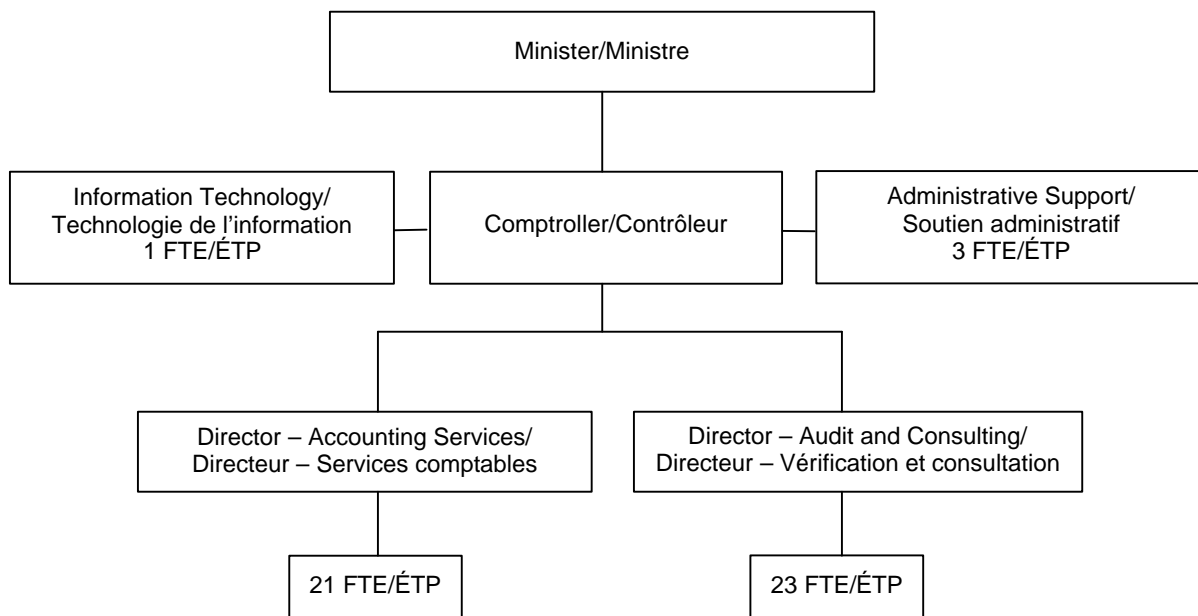 Minister/Ministre
Information Technology/
Technologie de l’information
1 FTE/ÉTP
Comptroller/Contrôleur
Administrative Support/
Soutien administratif
3 FTE/ÉTP
Director – Accounting Services/
Directeur – Services comptables
Director – Audit and Consulting/
Directeur – Vérification et consultation
21 FTE/ÉTP
23 FTE/ÉTP